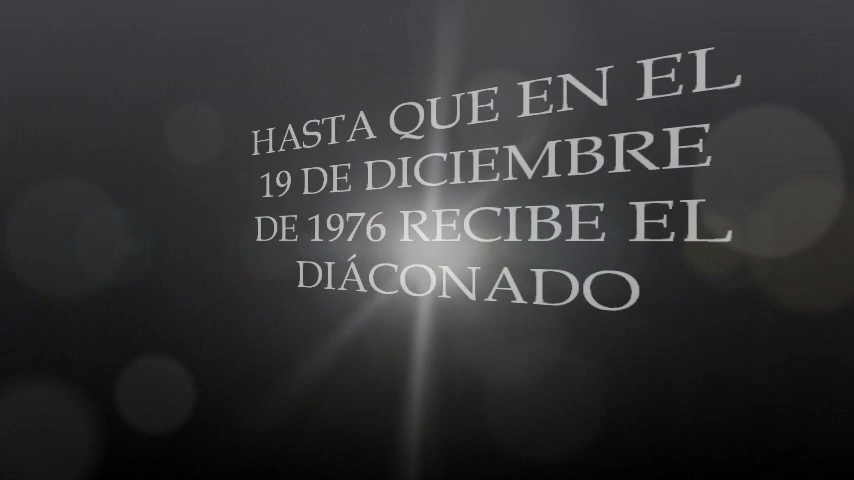 HASTA QUE EN EL
19 DE DICIEMBRE
DE 1976 RECIBE EL
DIÁCONADO